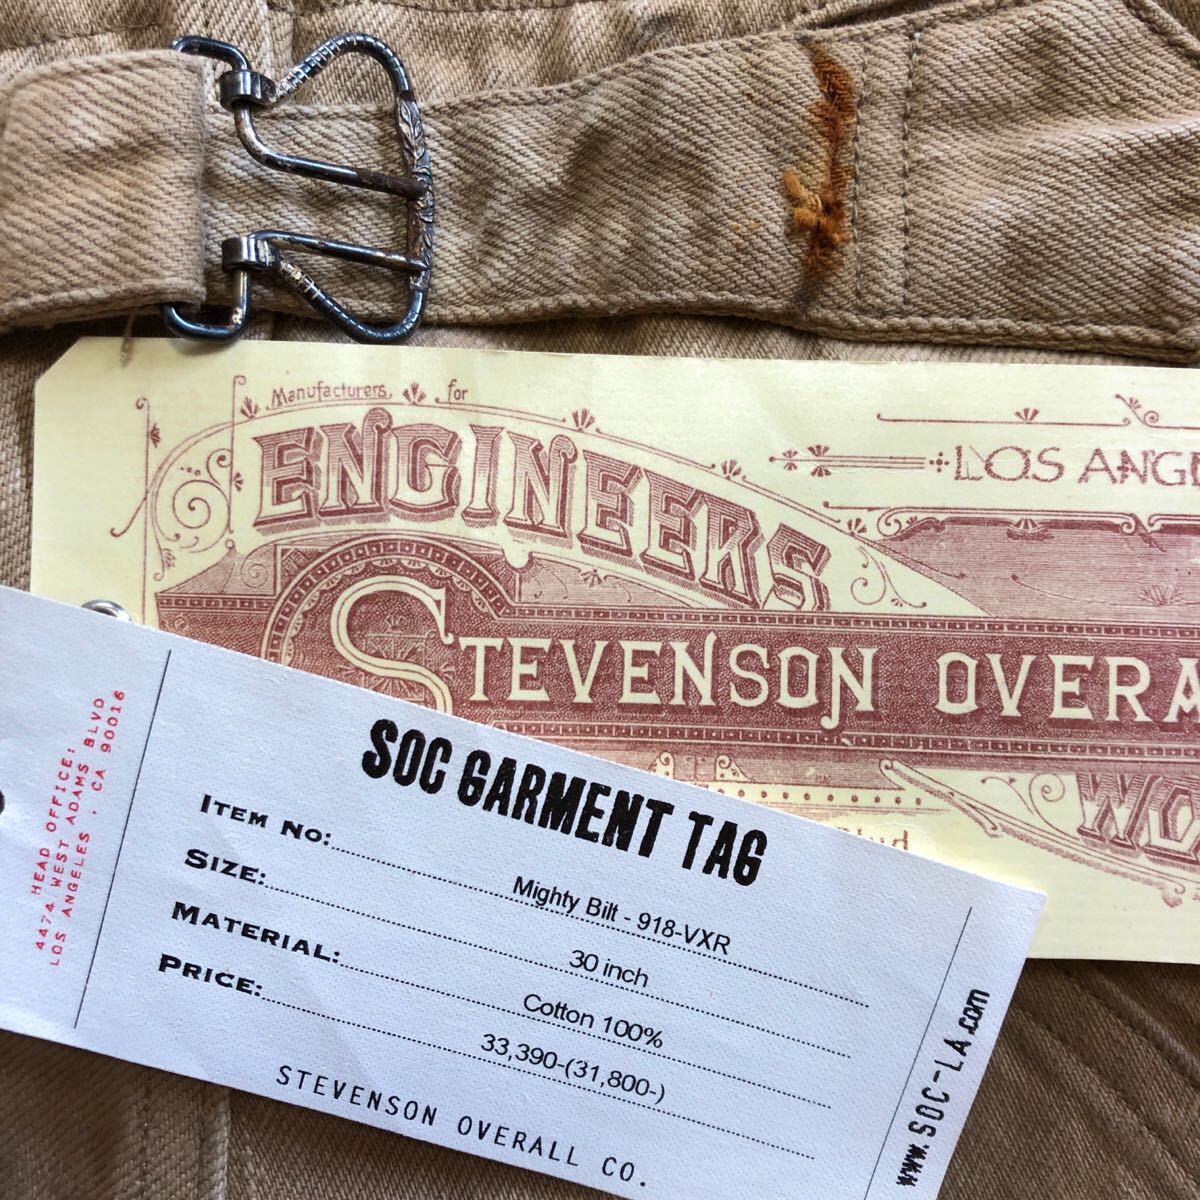 Manufacturers for
ENGINEERS
LOS ANGE
STEVENSON OVERA
WO
SOC GARMENT TAG
ITEM NO: Mighty Bilt - 918-VXR
SIZE: 30 inch
MATERIAL: Cotton 100%
PRICE: 33,390-(31,800-)
STEVENSON OVERALL CO.
HEAD OFFICE:
4474 WEST ADAMS BLVD
LOS ANGELES . CA 90016
www.SOC-LA.com